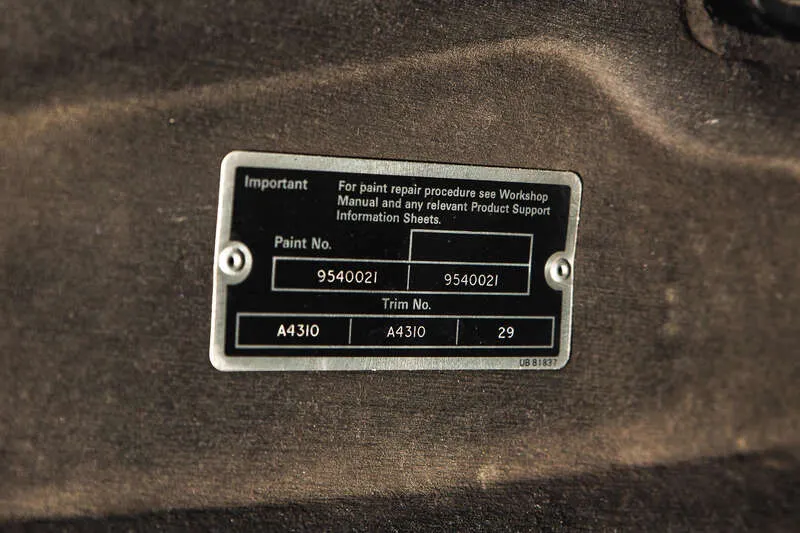 Important
For paint repair procedure see Workshop
Manual and any relevant Product Support
Information Sheets.
Paint No.
9540021 9540021
Trim No.
A4310 A4310 29
UB 81837